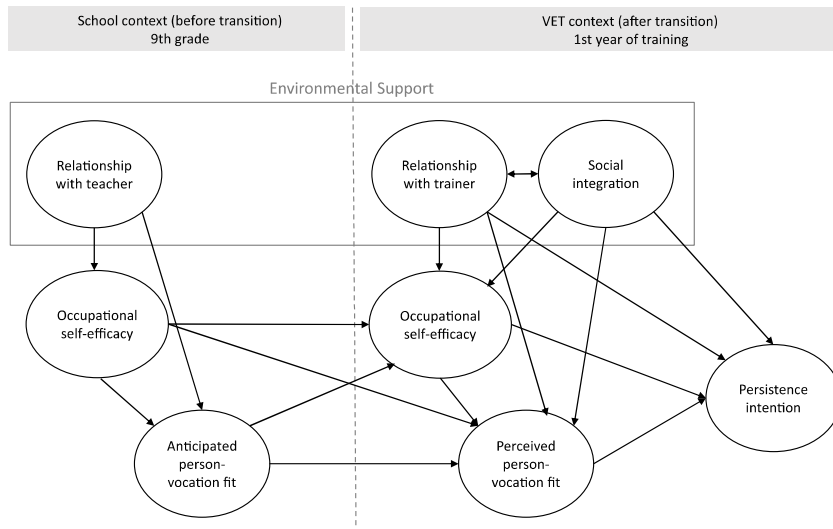 School context (before transition)
9th grade
VET context (after transition)
1st year of training
Environmental Support
Relationship
with teacher
Relationship
with trainer
Social
integration
Occupational
self-efficacy
Occupational
self-efficacy
Persistence
intention
Anticipated
person-
vocation fit
Perceived
person-
vocation fit